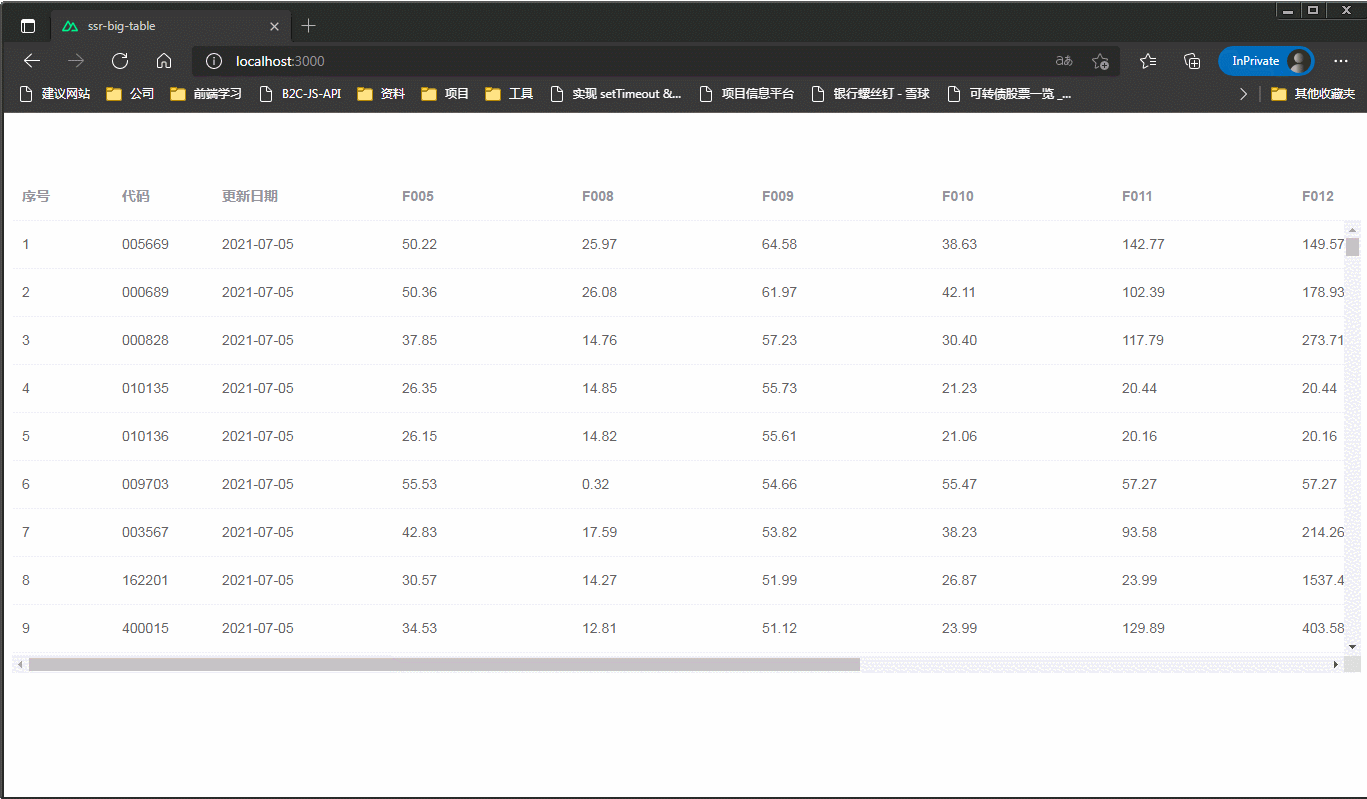 ssr-big-table
localhost:3000
aあ
InPrivate
建议网站 公司 前端学习 B2C-JS-API 资料 项目 工具 实现 setTimeout &... 项目信息平台 银行螺丝钉 - 雪球 可转债股票一览 _... 其他收藏夹
序号 代码 更新日期 F005 F008 F009 F010 F011 F012
1 005669 2021-07-05 50.22 25.97 64.58 38.63 142.77 149.57
2 000689 2021-07-05 50.36 26.08 61.97 42.11 102.39 178.93
3 000828 2021-07-05 37.85 14.76 57.23 30.40 117.79 273.71
4 010135 2021-07-05 26.35 14.85 55.73 21.23 20.44 20.44
5 010136 2021-07-05 26.15 14.82 55.61 21.06 20.16 20.16
6 009703 2021-07-05 55.53 0.32 54.66 55.47 57.27 57.27
7 003567 2021-07-05 42.83 17.59 53.82 38.23 93.58 214.26
8 162201 2021-07-05 30.57 14.27 51.99 26.87 23.99 1537.4
9 400015 2021-07-05 34.53 12.81 51.12 23.99 129.89 403.58